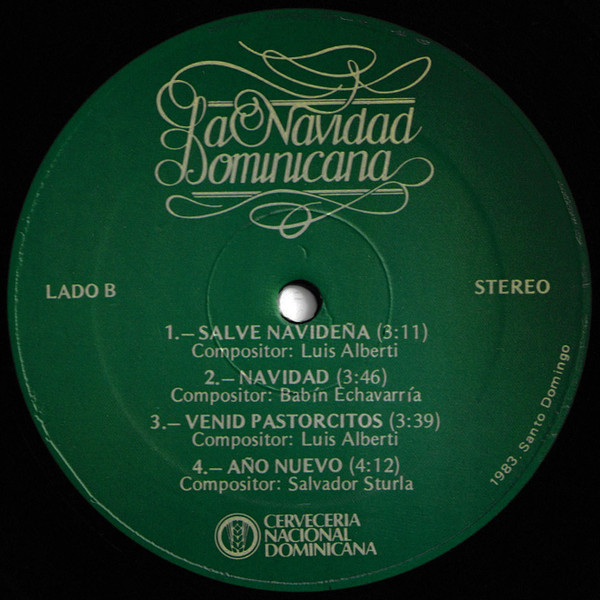 La Navidad
Dominicana
LADO B
STEREO
1.— SALVE NAVIDEÑA (3:11)
Compositor: Luis Alberti
2.— NAVIDAD (3:46)
Compositor: Babín Echavarría
3.— VENID PASTORCITOS (3:39)
Compositor: Luis Alberti
4.— AÑO NUEVO (4:12)
Compositor: Salvador Sturla
1983. Santo Domingo
CERVECERIA
NACIONAL
DOMINICANA